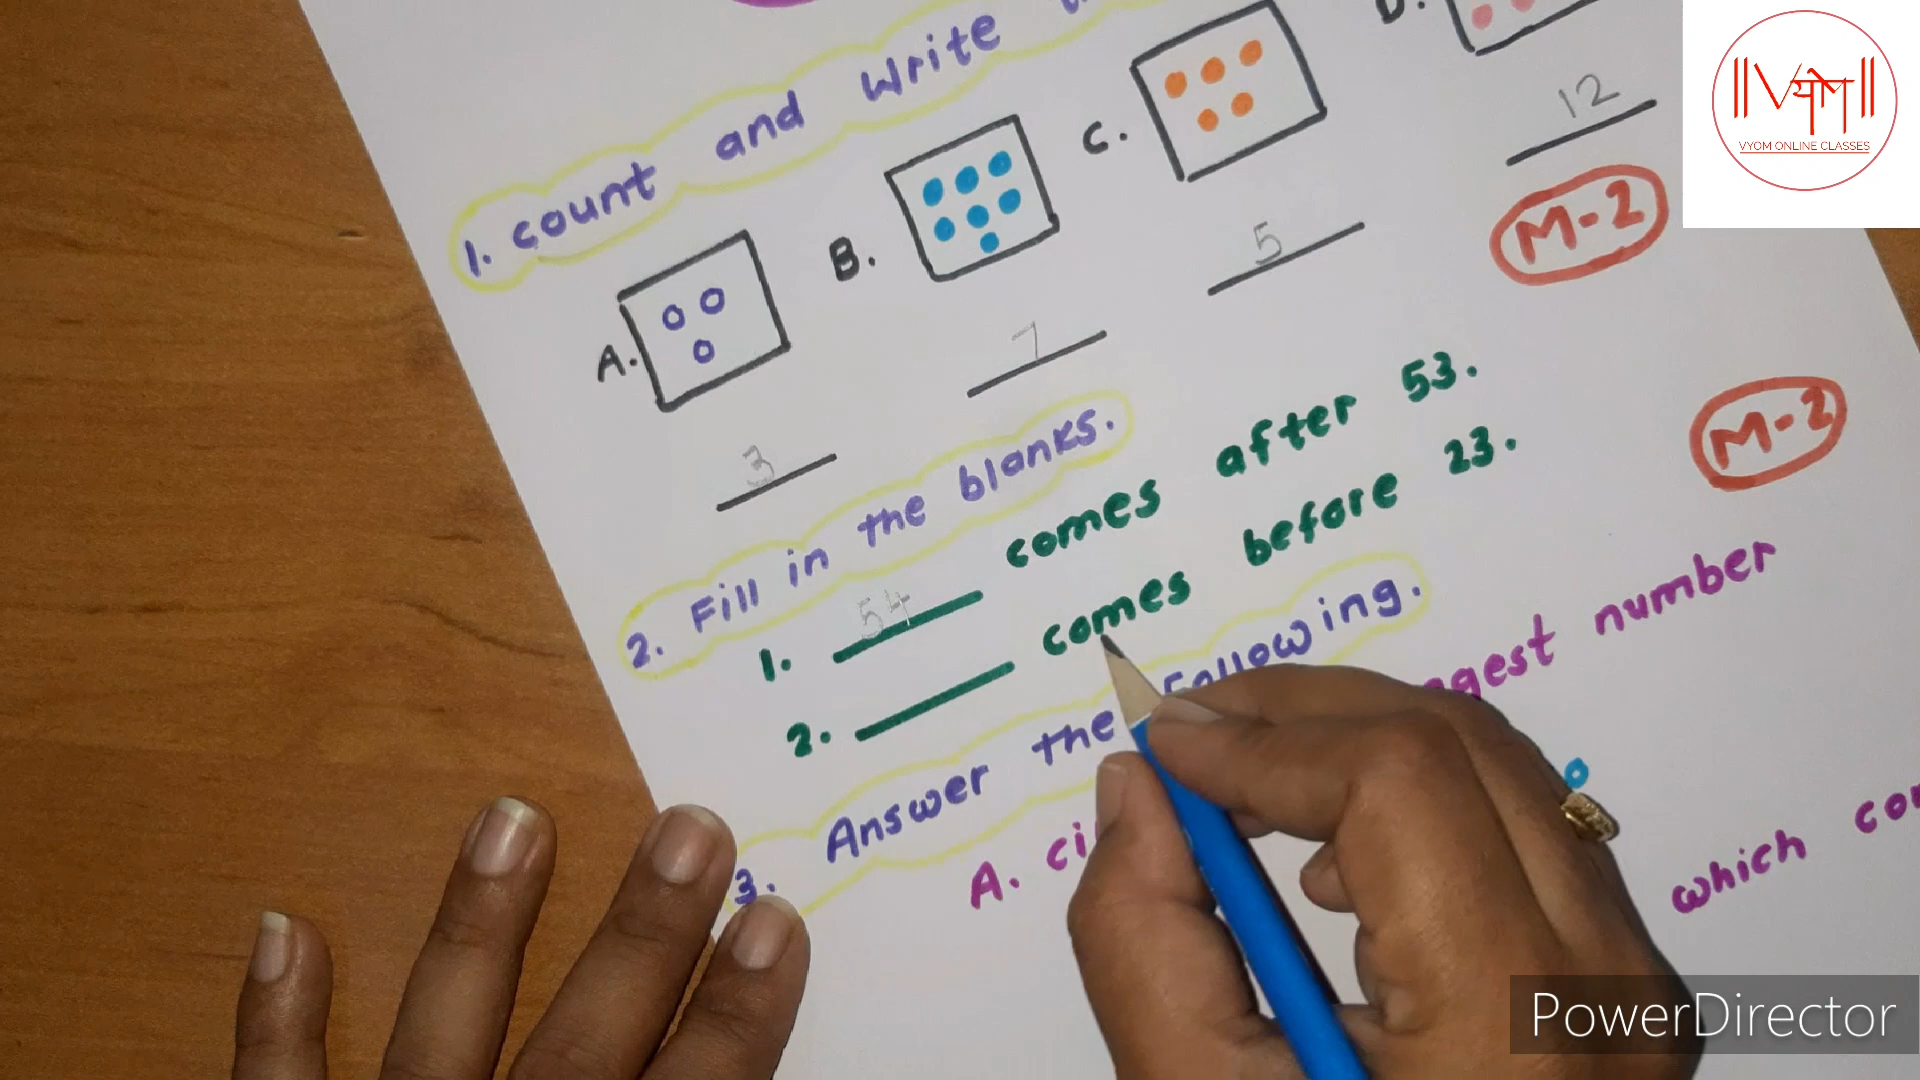 1. count and Write
A.
B.
C.
D.
3
7
5
12
M-2
2. Fill in the blanks.
M-2
1. 54 comes after 53.
2. ____ comes before 23.
3. Answer the Following.
A. number
which
||व्योम||
VYOM ONLINE CLASSES
PowerDirector